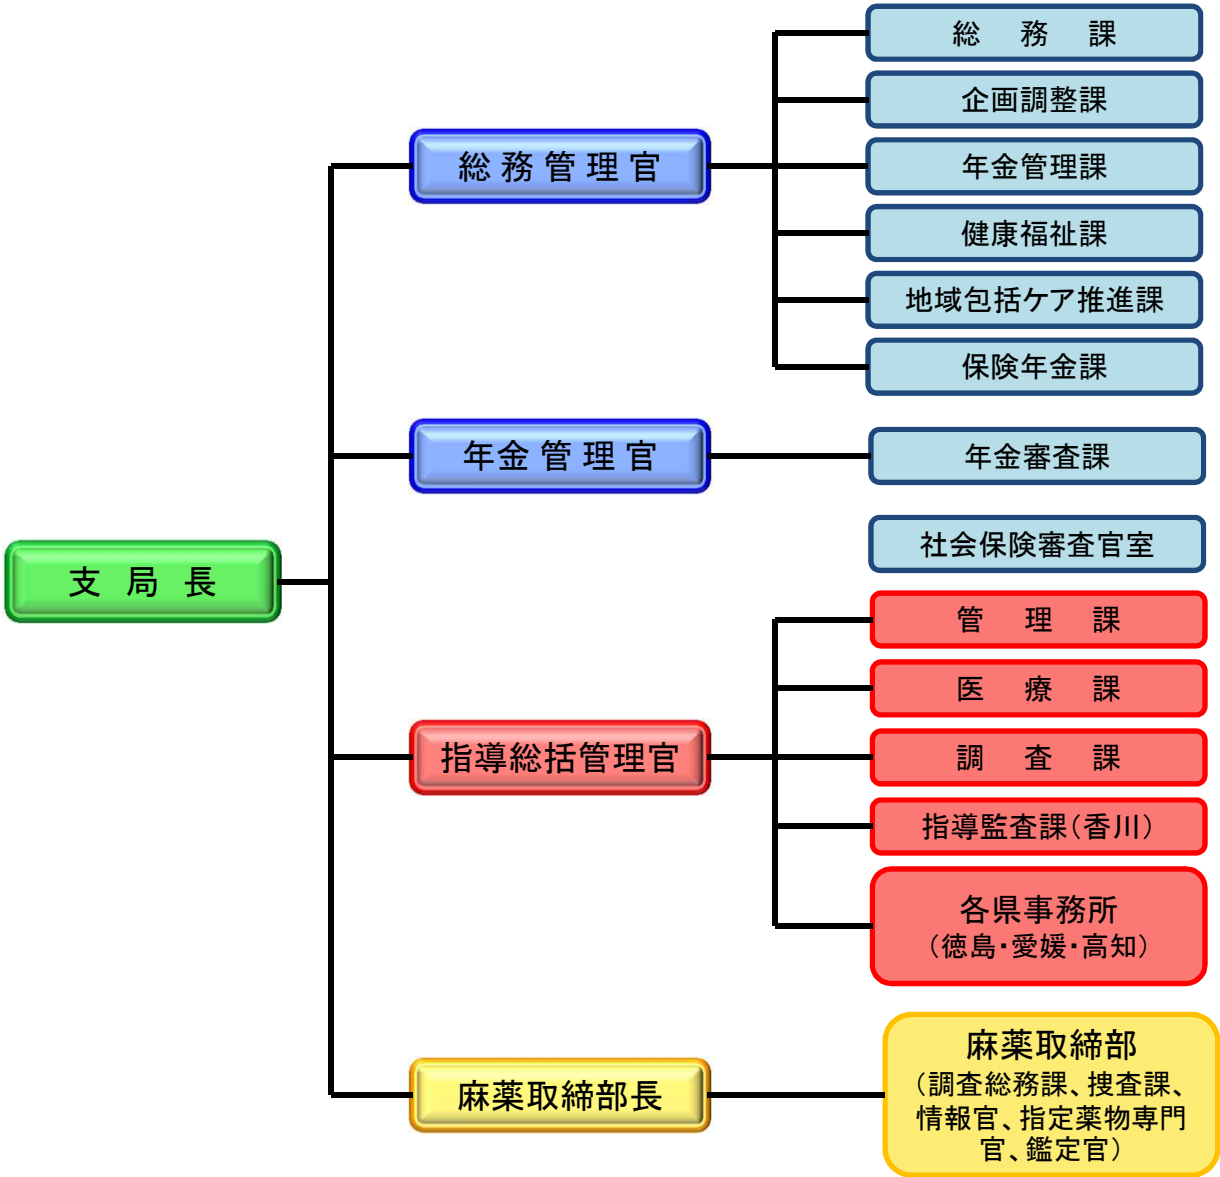 総　務　課
企画調整課
総 務 管 理 官
年金管理課
健康福祉課
地域包括ケア推進課
保険年金課
年金 管 理 官
年金審査課
社会保険審査官室
支 局 長
管　理　課
医　療　課
指導総括管理官
調　査　課
指導監査課（香川）
各県事務所
（徳島・愛媛・高知）
麻薬取締部長
麻薬取締部
（調査総務課、捜査課、
情報官、指定薬物専門
官、鑑定官）